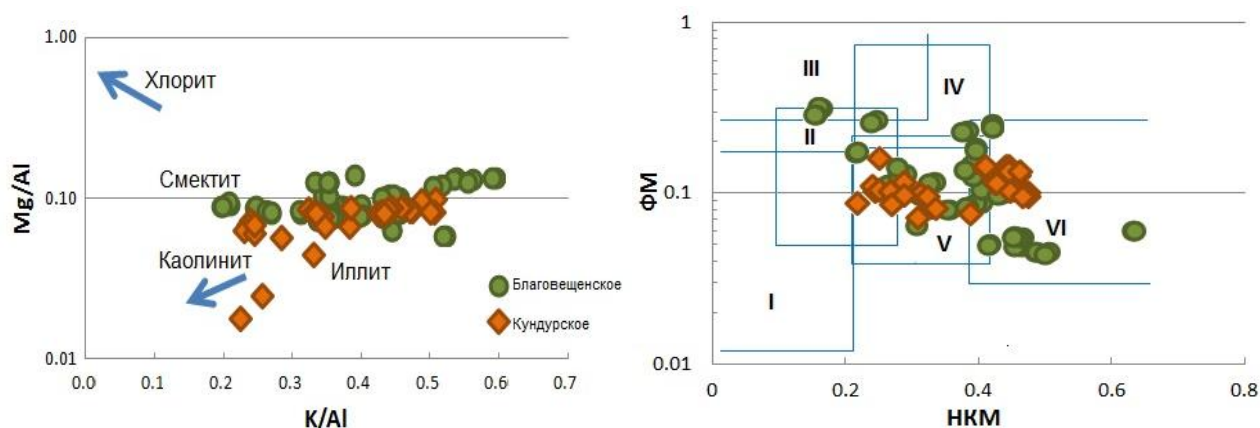 1.00
0.10
0.01
Mg/Al
Хлорит
Смектит
Каолинит
Иллит
Благовещенское
Кундурское
0.0 0.1 0.2 0.3 0.4 0.5 0.6 0.7
K/Al
1
0.1
0.01
ФМ
III
IV
II
V
VI
I
0 0.2 0.4 0.6 0.8
НКМ